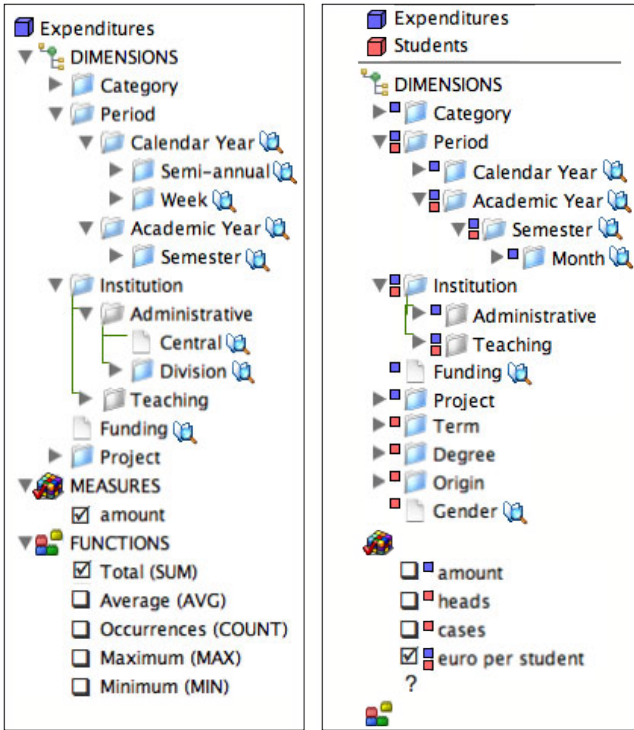 Expenditures
DIMENSIONS
Category
Period
Calendar Year
Semi-annual
Week
Academic Year
Semester
Institution
Administrative
Central
Division
Teaching
Funding
Project
MEASURES
amount
FUNCTIONS
Total (SUM)
Average (AVG)
Occurrences (COUNT)
Maximum (MAX)
Minimum (MIN)
Expenditures
Students
DIMENSIONS
Category
Period
Calendar Year
Academic Year
Semester
Month
Institution
Administrative
Teaching
Funding
Project
Term
Degree
Origin
Gender
amount
heads
cases
euro per student
?